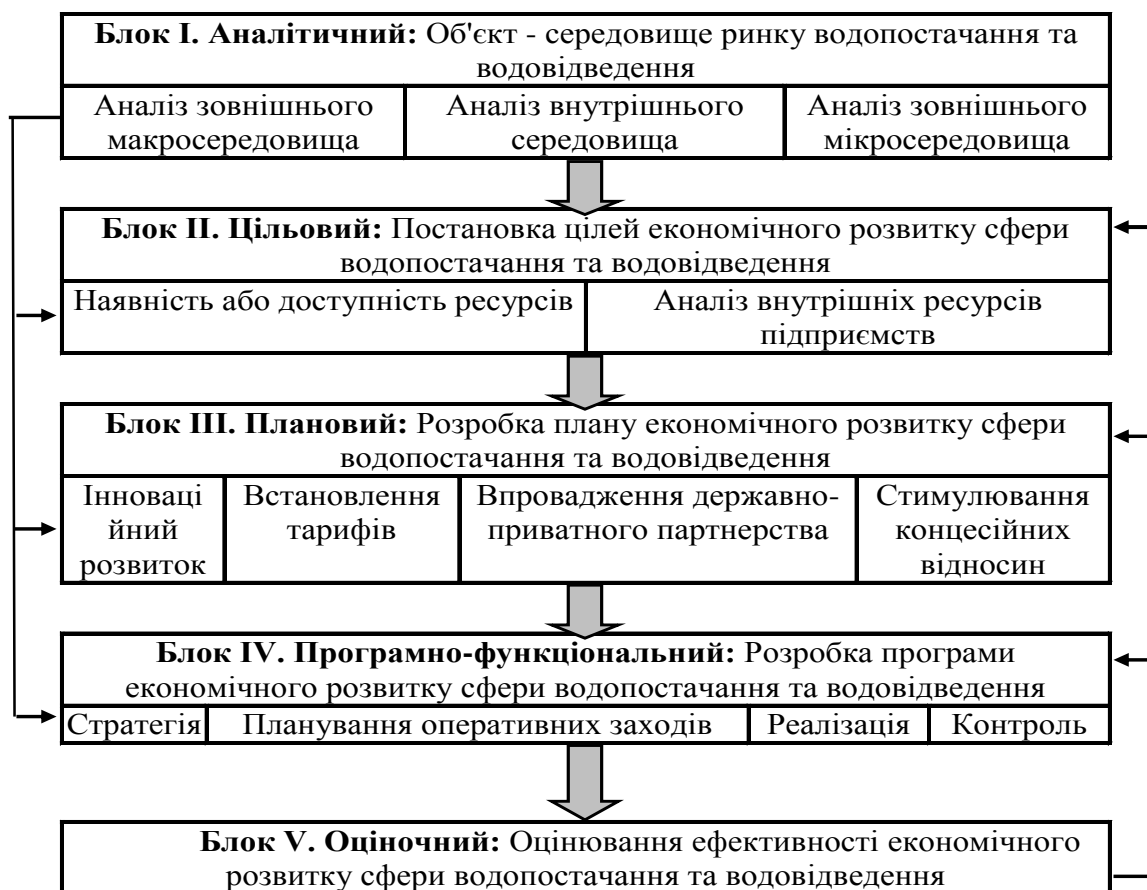 Блок I. Аналітичний: Об'єкт - середовище ринку водопостачання та
водовідведення
Аналіз зовнішнього
макросередовища
Аналіз внутрішнього
середовища
Аналіз зовнішнього
мікросередовища
Блок II. Цільовий: Постановка цілей економічного розвитку сфери
водопостачання та водовідведення
Наявність або доступність ресурсів
Аналіз внутрішніх ресурсів
підприємств
Блок III. Плановий: Розробка плану економічного розвитку сфери
водопостачання та водовідведення
Інноваці
йний
розвиток
Встановлення
тарифів
Впровадження державно-
приватного партнерства
Стимулювання
концесійних
відносин
Блок IV. Програмно-функціональний: Розробка програми
економічного розвитку сфери водопостачання та водовідведення
Стратегія
Планування оперативних заходів
Реалізація
Контроль
Блок V. Оціночний: Оцінювання ефективності економічного
розвитку сфери водопостачання та водовідведення